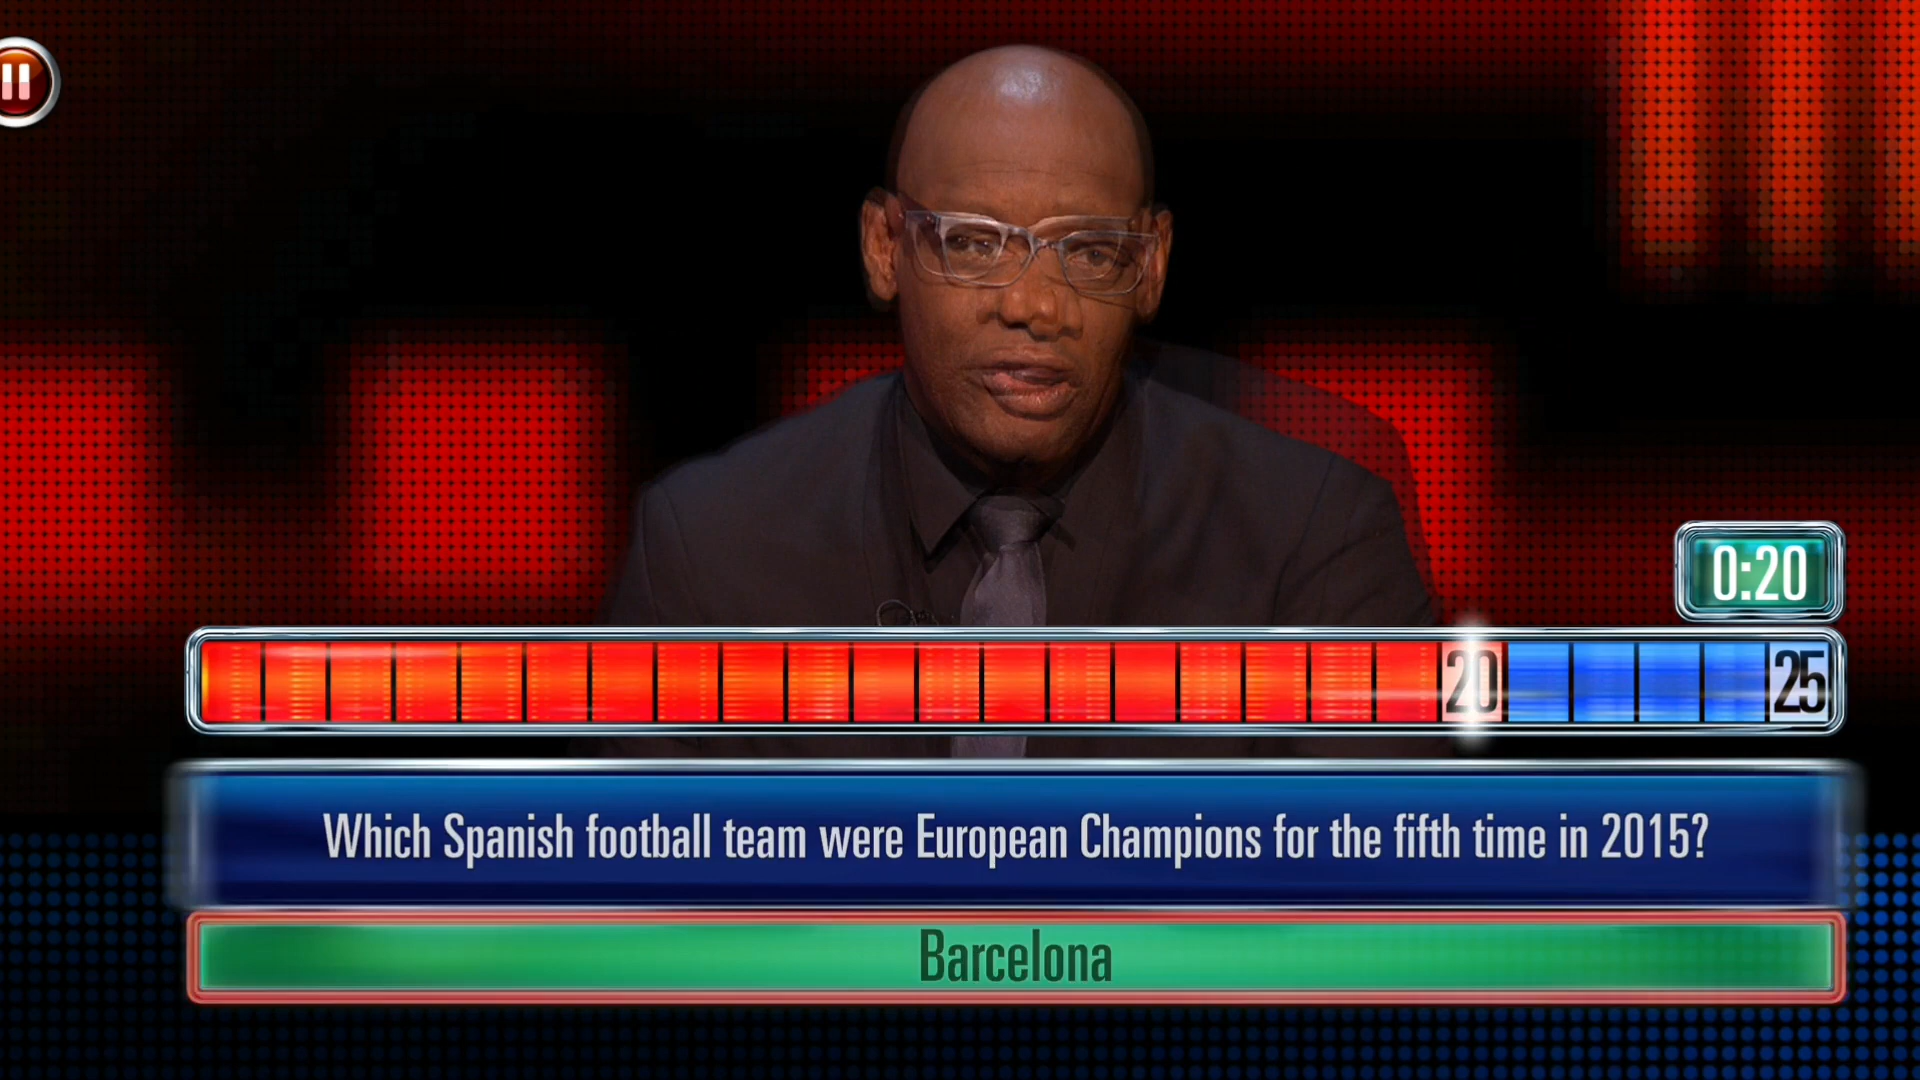 0:20
20
25
Which Spanish football team were European Champions for the fifth time in 2015?
Barcelona